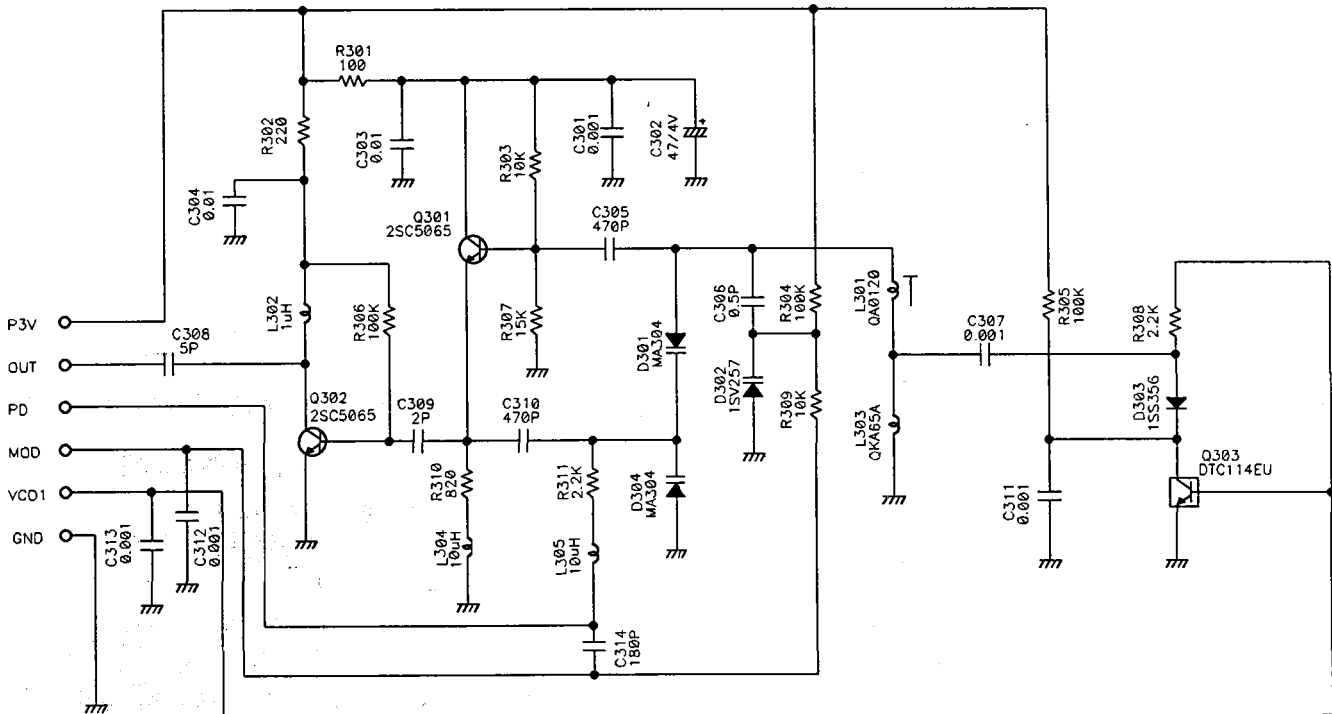 R301
100
R302
220
C303
0.01
R303
10K
C301
0.001
C302
47/4V
+
C304
0.01
Q301
2SC5065
C305
470P
L302
1uH
R306
100K
R307
15K
D301
MA304
C306
0.5P
R304
100K
L301
QA0120
T
R305
100K
R308
2.2K
P3V
C308
5P
C307
0.001
OUT
D302
1SV257
R309
10K
D303
1SS356
PD
Q302
2SC5065
C309
2P
C310
470P
L303
QKA65A
MOD
R310
820
R311
2.2K
D304
MA304
Q303
DTC114EU
VCO1
C311
0.001
GND
C313
0.001
C312
0.001
L304
10uH
L305
10uH
C314
180P